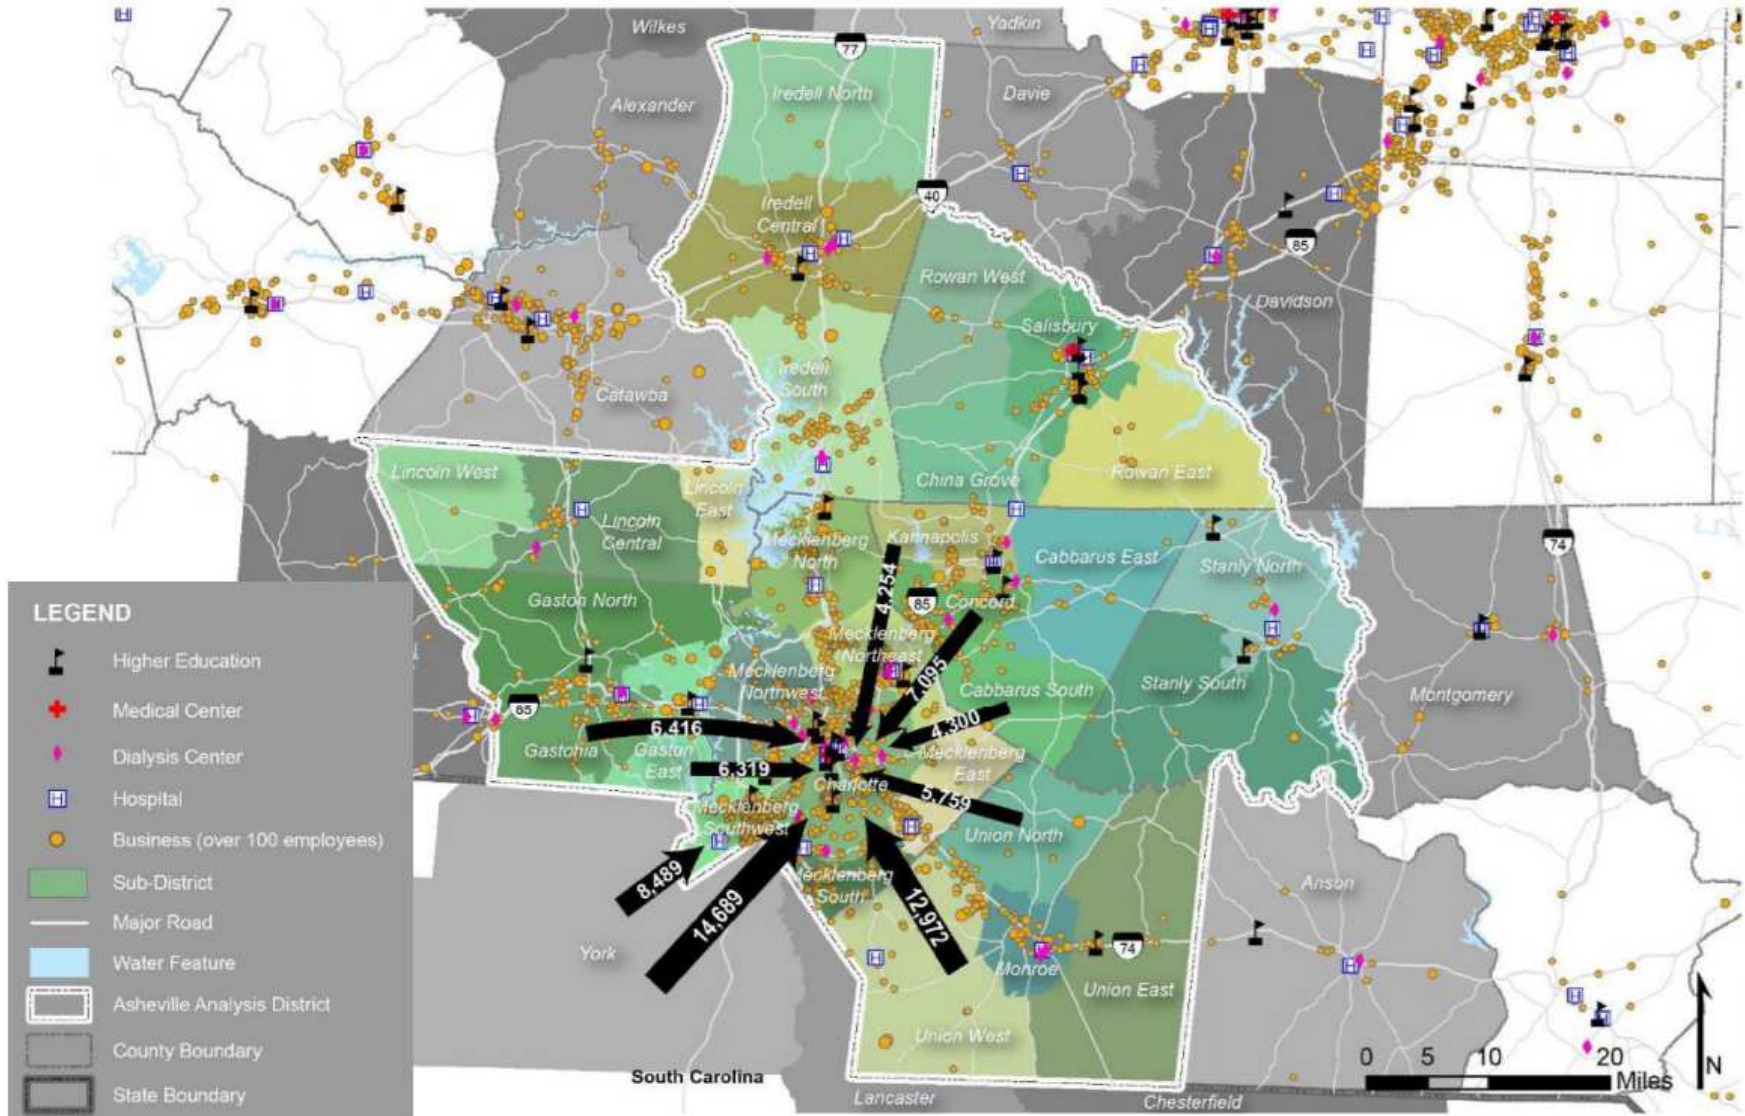 Wilkes
Yadkin
77
Iredell North
Davie
Alexander
40
Iredell
Central
85
Rowan West
Davidson
Salisbury
Iredell
South
Catawba
Lincoln West
China Grove
Rowan East
Lincoln
East
Lincoln
Central
Mecklenberg
North
Kannapolis
Cabbarus East
74
Stanly North
4,254
85
Concord
Gaston North
Mecklenberg
Northeast
Mecklenberg
Northwest
7,095
Cabbarus South
Stanly South
Montgomery
85
6,416
4,300
Gastonia
Gaston
East
6,319
Mecklenberg
East
Charlotte
5,759
Mecklenberg
Southwest
Union North
8,489
Mecklenberg
South
Anson
14,689
12,972
York
74
Monroe
Union East
Union West
South Carolina
Lancaster
Chesterfield
LEGEND
Higher Education
Medical Center
Dialysis Center
Hospital
Business (over 100 employees)
Sub-District
Major Road
Water Feature
Asheville Analysis District
County Boundary
State Boundary
0 5 10 20
Miles
N